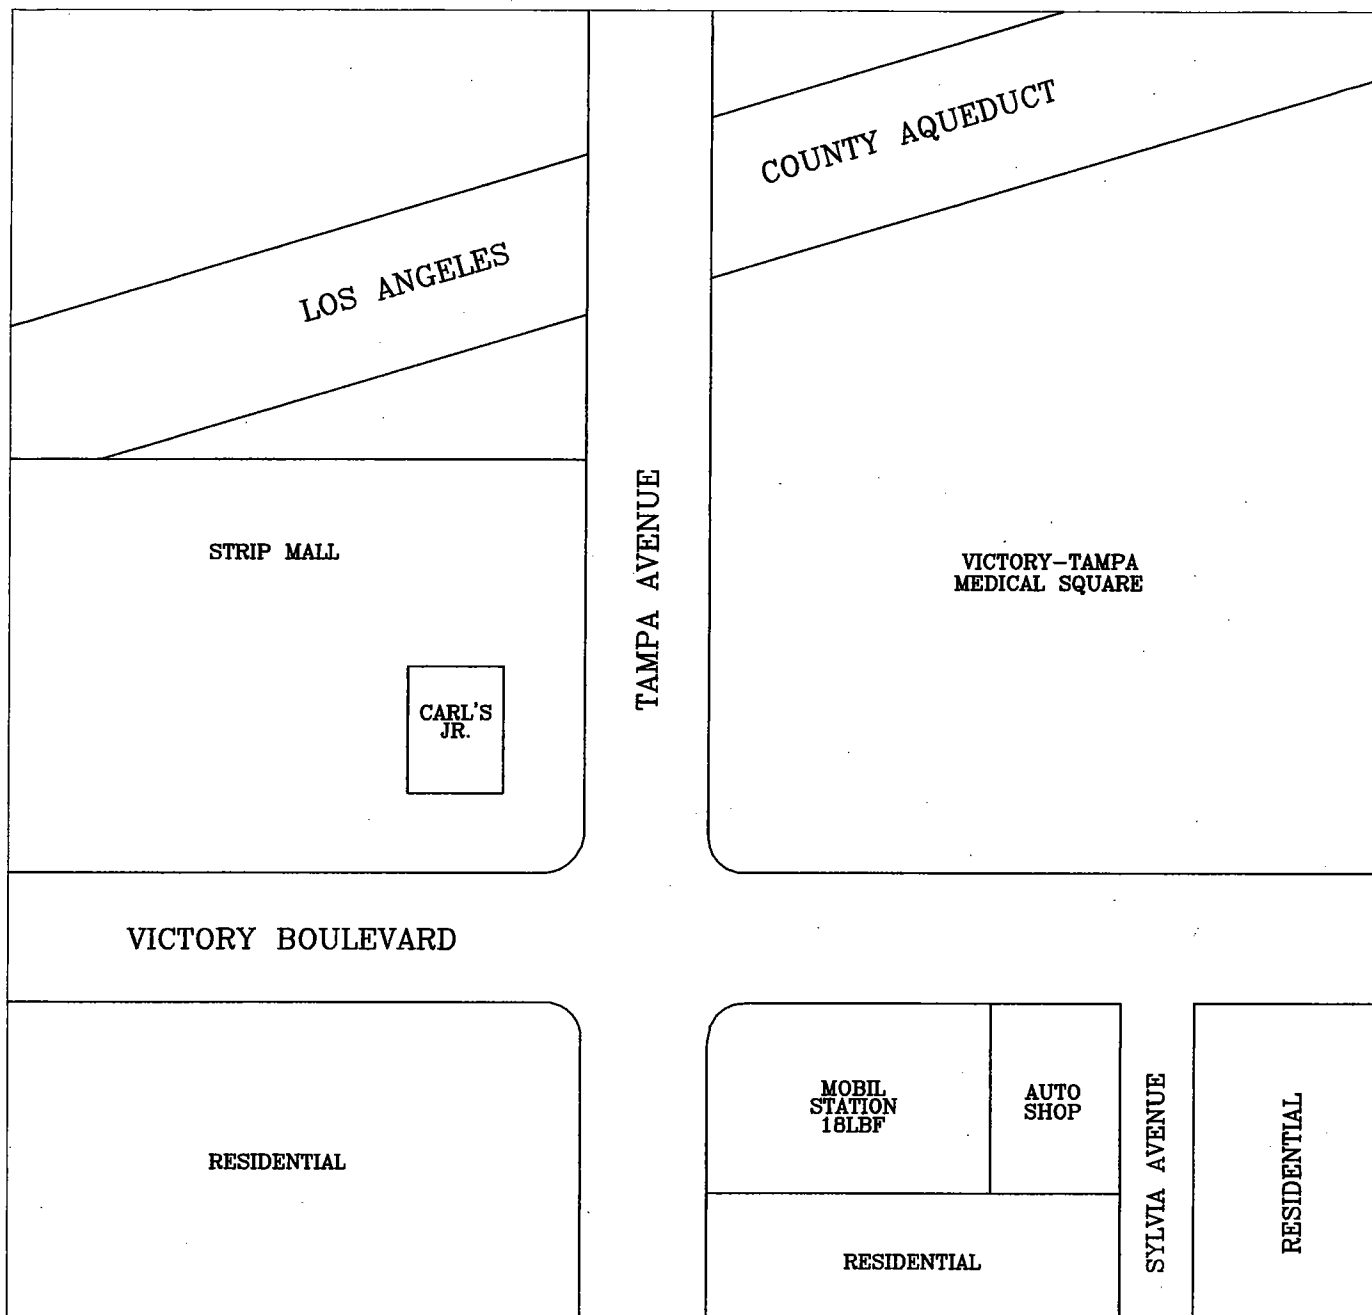 COUNTY AQUEDUCT
LOS ANGELES
TAMPA AVENUE
STRIP MALL
VICTORY-TAMPA
MEDICAL SQUARE
CARL'S
JR.
VICTORY BOULEVARD
MOBIL
STATION
18LBF
AUTO
SHOP
SYLVIA AVENUE
RESIDENTIAL
RESIDENTIAL
RESIDENTIAL